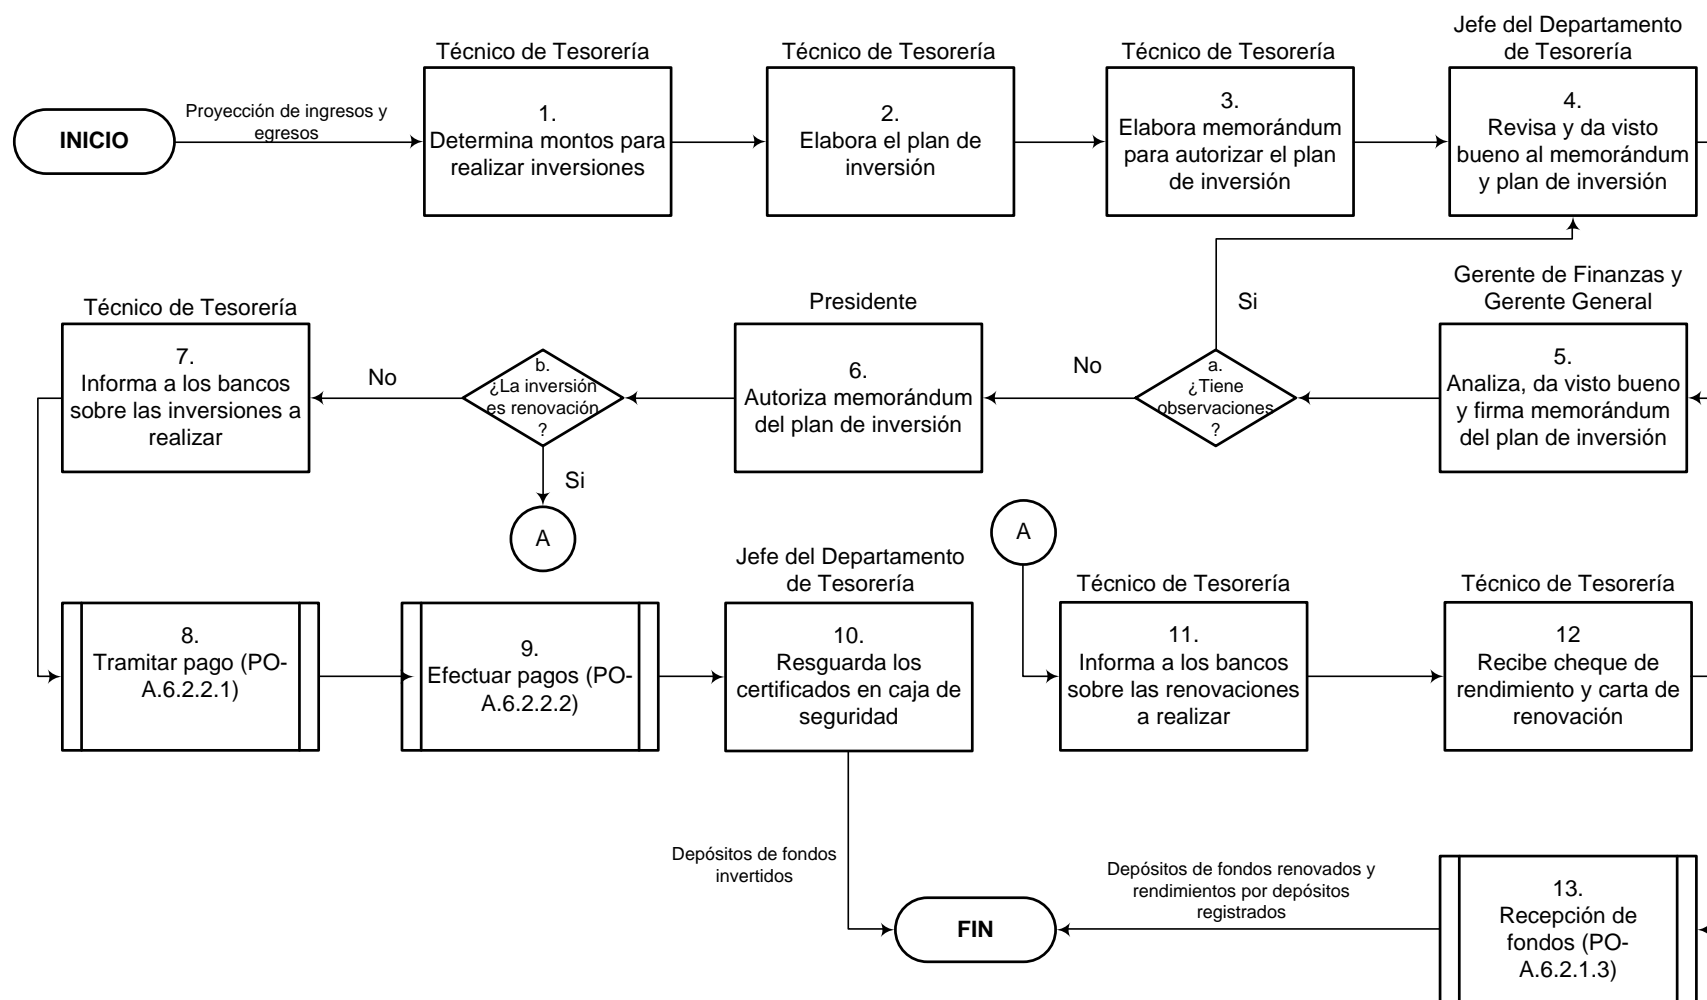 INICIO
Proyección de ingresos y
egresos
Técnico de Tesorería
1.
Determina montos para
realizar inversiones
Técnico de Tesorería
2.
Elabora el plan de
inversión
Técnico de Tesorería
3.
Elabora memorándum
para autorizar el plan
de inversión
Jefe del Departamento
de Tesorería
4.
Revisa y da visto
bueno al memorándum
y plan de inversión
Gerente de Finanzas y
Gerente General
5.
Analiza, da visto bueno
y firma memorándum
del plan de inversión
a.
¿Tiene
observaciones
?
Si
No
Presidente
6.
Autoriza memorándum
del plan de inversión
b.
¿La inversión
es renovación
?
No
Si
A
Técnico de Tesorería
7.
Informa a los bancos
sobre las inversiones a
realizar
8.
Tramitar pago (PO-
A.6.2.2.1)
9.
Efectuar pagos (PO-
A.6.2.2.2)
Jefe del Departamento
de Tesorería
10.
Resguarda los
certificados en caja de
seguridad
A
Técnico de Tesorería
11.
Informa a los bancos
sobre las renovaciones
a realizar
Técnico de Tesorería
12
Recibe cheque de
rendimiento y carta de
renovación
Depósitos de fondos
invertidos
FIN
Depósitos de fondos renovados y
rendimientos por depósitos
registrados
13.
Recepción de
fondos (PO-
A.6.2.1.3)